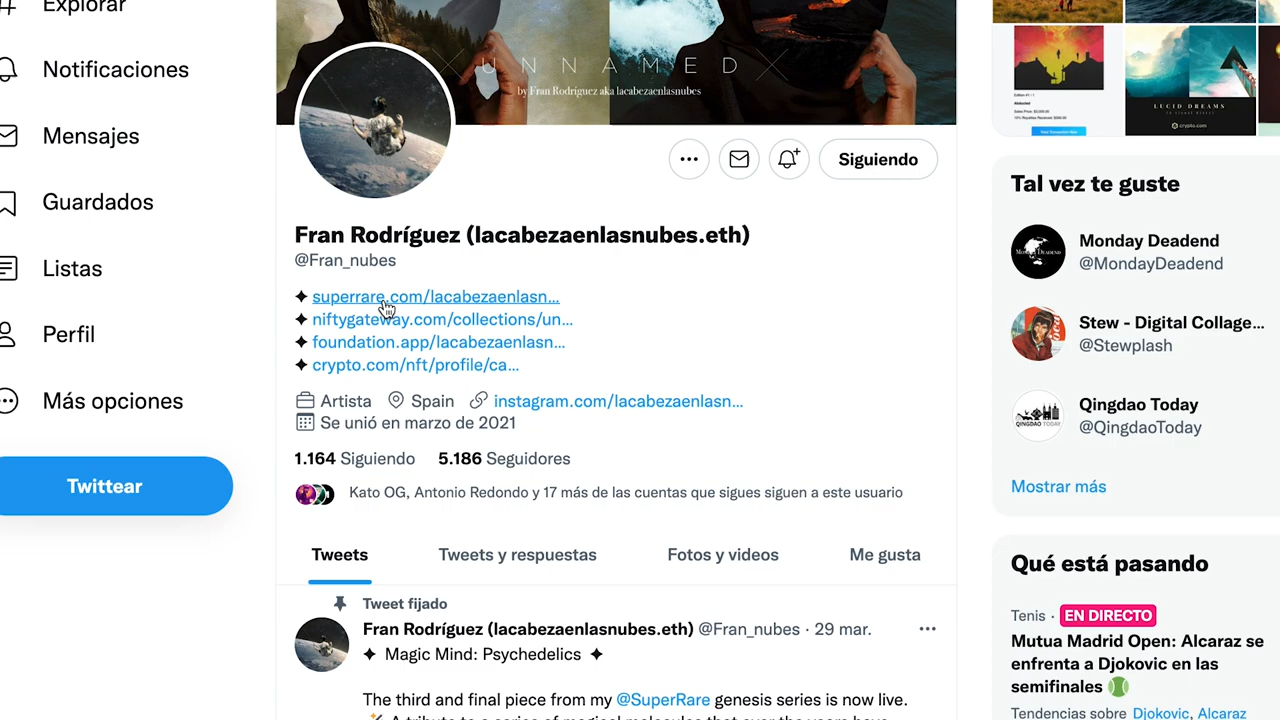 Explorar
Notificaciones
Mensajes
Guardados
Listas
Perfil
Más opciones
Twittear
UNNAMED
by Fran Rodríguez aka lacabezaenlasnubes
Siguiendo
Fran Rodríguez (lacabezaenlasnubes.eth)
@Fran_nubes
✦ superrare.com/lacabezaenlasn...
✦ niftygateway.com/collections/un...
✦ foundation.app/lacabezaenlasn...
✦ crypto.com/nft/profile/ca...
Artista Spain instagram.com/lacabezaenlasn...
Se unió en marzo de 2021
1.164 Siguiendo 5.186 Seguidores
Kato OG, Antonio Redondo y 17 más de las cuentas que sigues siguen a este usuario
Tweets Tweets y respuestas Fotos y videos Me gusta
Tweet fijado
Fran Rodríguez (lacabezaenlasnubes.eth) @Fran_nubes · 29 mar.
✦ Magic Mind: Psychedelics ✦
The third and final piece from my @SuperRare genesis series is now live.
LUCID DREAMS
crypto.com
Tal vez te guste
Monday Deadend
@MondayDeadend
Stew - Digital Collage...
@Stewplash
QINGDAO TODAY
Qingdao Today
@QingdaoToday
Mostrar más
Qué está pasando
Tenis · EN DIRECTO
Mutua Madrid Open: Alcaraz se
enfrenta a Djokovic en las
semifinales 🎾
Tendencias sobre Djokovic, Alcaraz